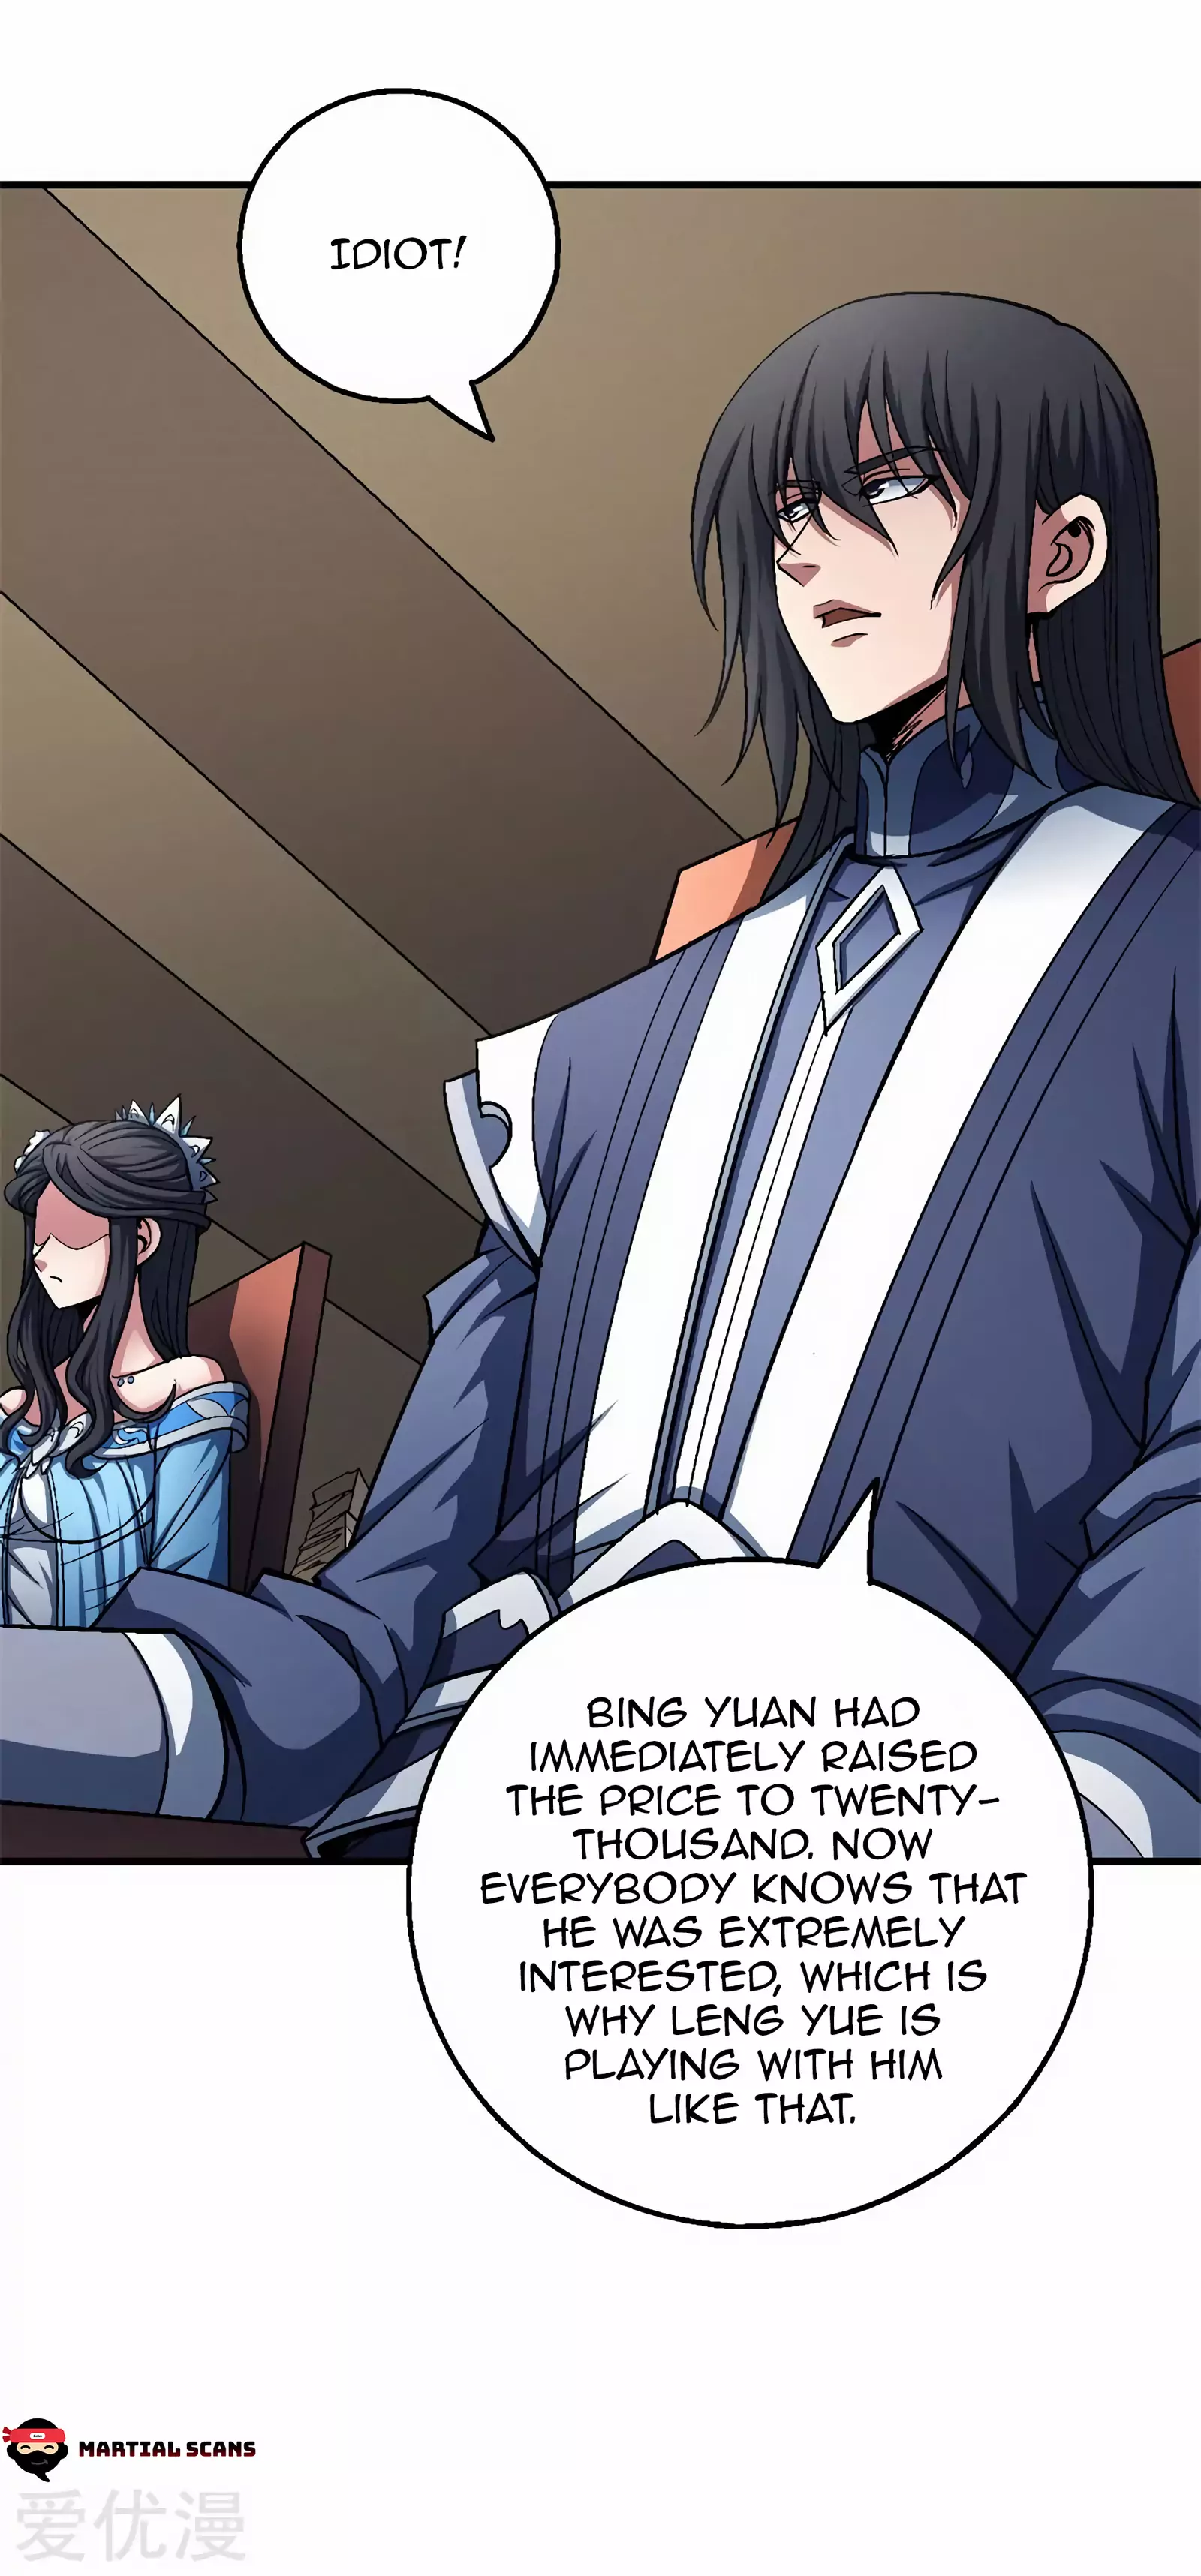 IDIOT!
BING YUAN HAD
IMMEDIATELY RAISED
THE PRICE TO TWENTY-
THOUSAND. NOW
EVERYBODY KNOWS THAT
HE WAS EXTREMELY
INTERESTED, WHICH IS
WHY LENG YUE IS
PLAYING WITH HIM
LIKE THAT.
MARTIAL SCANS
爱优漫